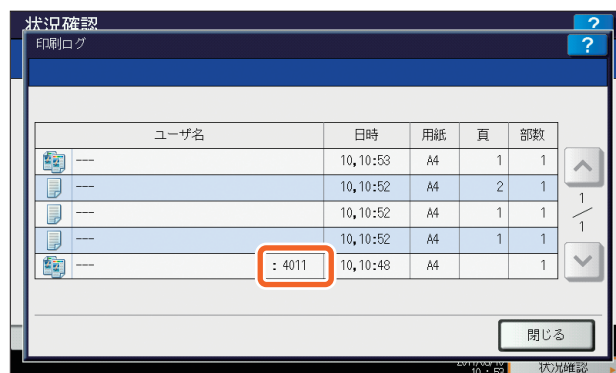 状況確認 ?
印刷ログ ?
ユーザ名 日時 用紙 頁 部数
--- 10,10:53 A4 1 1
--- 10,10:52 A4 2 1
--- 10,10:52 A4 1 1
--- 10,10:52 A4 1 1
--- : 4011 10,10:48 A4 1
1/1
閉じる
10 : 53 状況確認